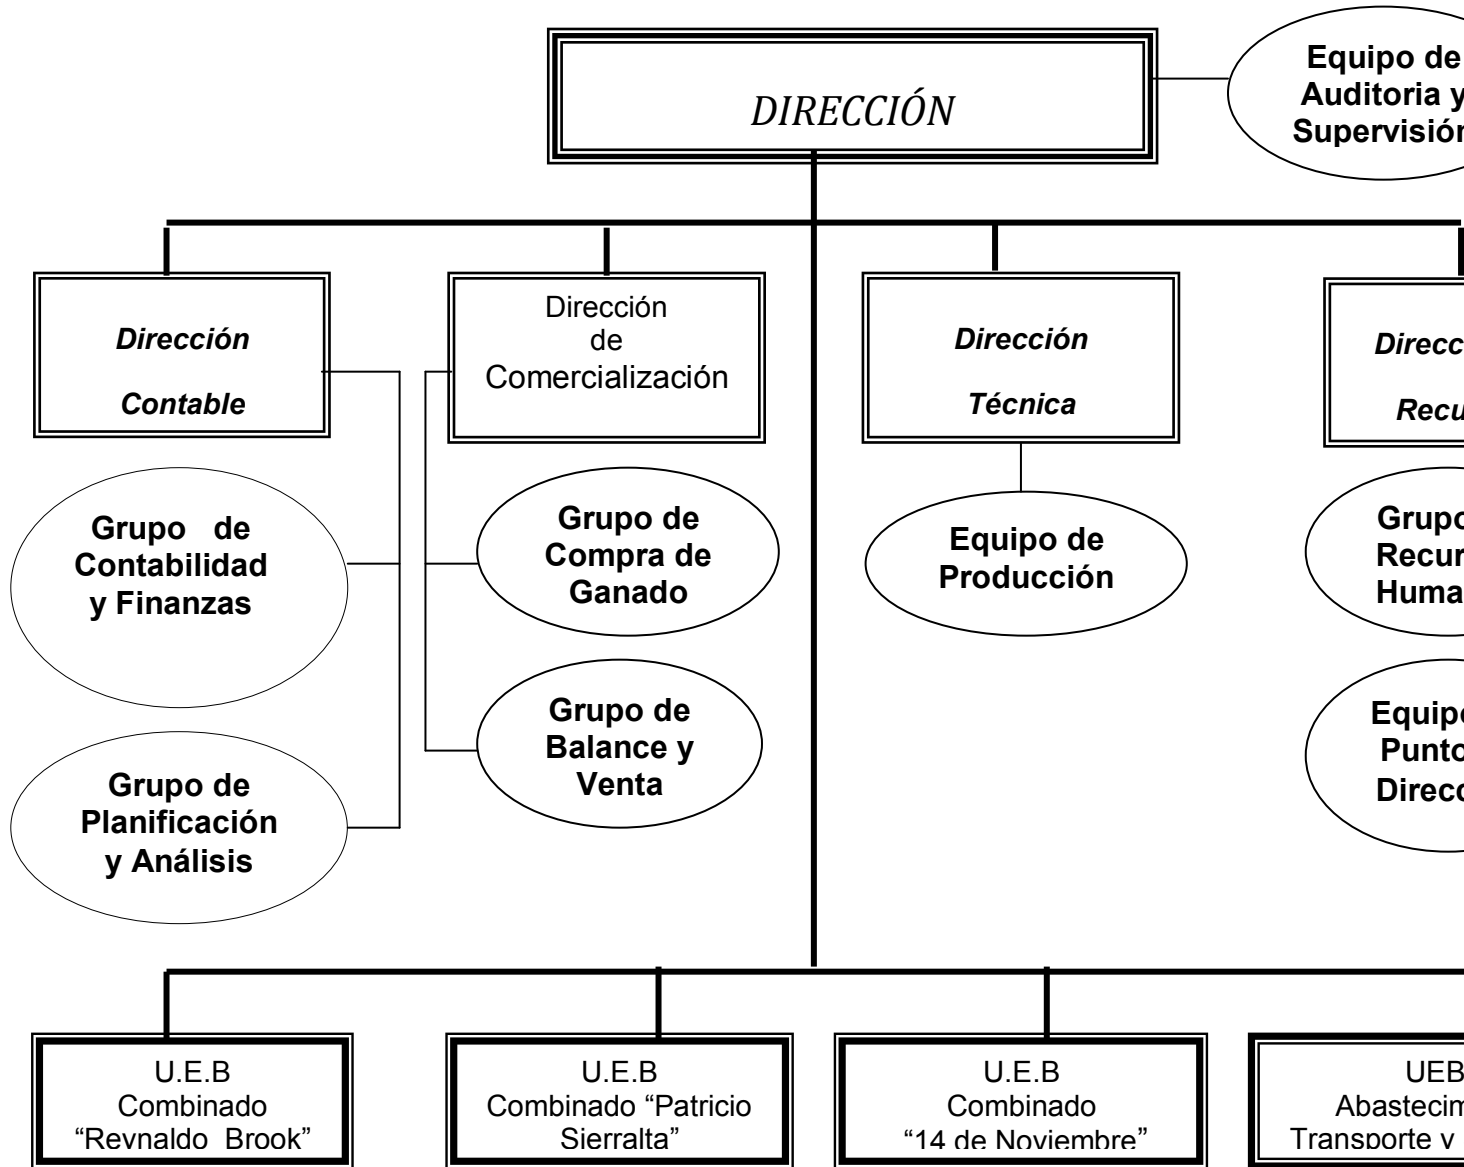 DIRECCIÓN
Equipo de
Auditoria y
Supervisión
Dirección
Contable
Dirección
de
Comercialización
Dirección
Técnica
Grupo de
Contabilidad
y Finanzas
Grupo de
Compra de
Ganado
Equipo de
Producción
Grupo de
Planificación
y Análisis
Grupo de
Balance y
Venta
U.E.B
Combinado
“Reynaldo Brook”
U.E.B
Combinado “Patricio
Sierralta”
U.E.B
Combinado
“14 de Noviembre”
UEB
Transporte y